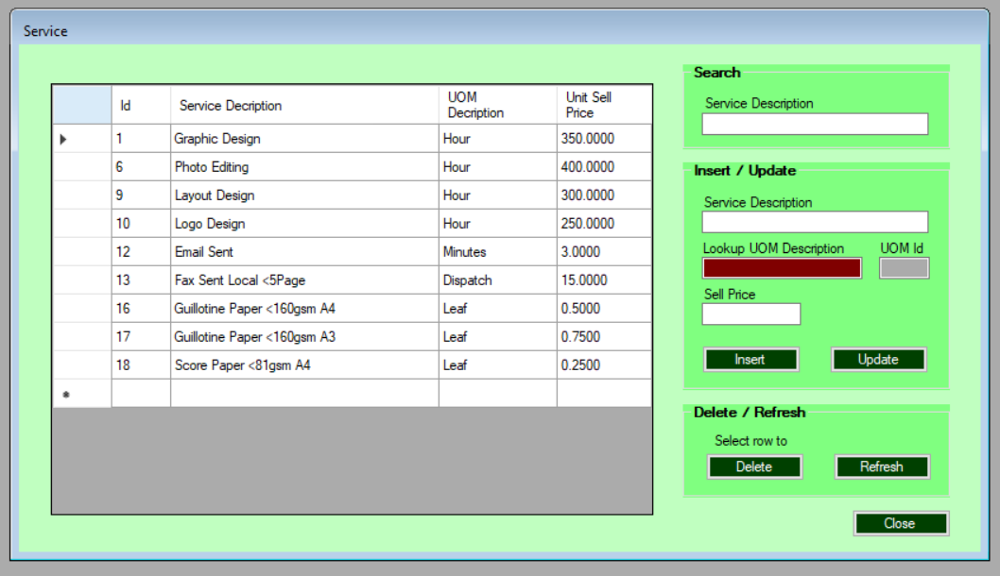 Service
Id Service Decription UOM Decription Unit Sell Price
1 Graphic Design Hour 350.0000
6 Photo Editing Hour 400.0000
9 Layout Design Hour 300.0000
10 Logo Design Hour 250.0000
12 Email Sent Minutes 3.0000
13 Fax Sent Local <5Page Dispatch 15.0000
16 Guillotine Paper <160gsm A4 Leaf 0.5000
17 Guillotine Paper <160gsm A3 Leaf 0.7500
18 Score Paper <81gsm A4 Leaf 0.2500
Search
Service Description
Insert / Update
Service Description
Lookup UOM Description UOM Id
Sell Price
Insert Update
Delete / Refresh
Select row to
Delete Refresh
Close